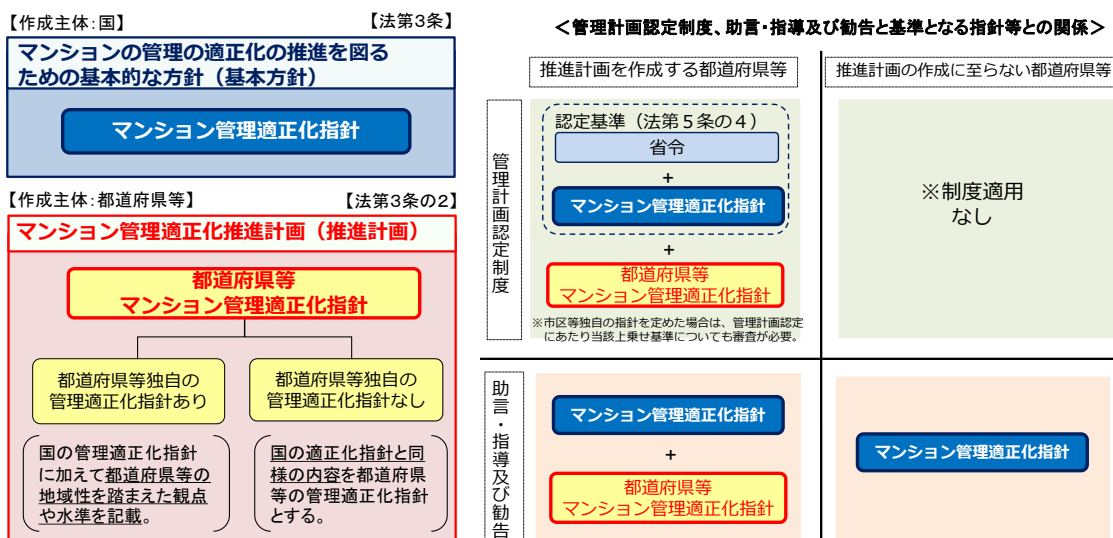 【作成主体:国】 【法第3条】
マンションの管理の適正化の推進を図る
ための基本的な方針（基本方針）
マンション管理適正化指針
【作成主体:都道府県等】 【法第3条の2】
マンション管理適正化推進計画（推進計画）
都道府県等
マンション管理適正化指針
都道府県等独自の
管理適正化指針あり
都道府県等独自の
管理適正化指針なし
国の管理適正化指針
に加えて都道府県等の
地域性を踏まえた観点
や水準を記載。
国の適正化指針と同
様の内容を都道府県
等の管理適正化指針
とする。
＜管理計画認定制度、助言・指導及び勧告と基準となる指針等との関係＞
推進計画を作成する都道府県等
推進計画の作成に至らない都道府県等
管理計画認定制度
認定基準（法第５条の４）
省令
+
マンション管理適正化指針
+
都道府県等
マンション管理適正化指針
※市区等独自の指針を定めた場合は、管理計画認定
にあたり当該上乗せ基準についても審査が必要。
※制度適用
なし
助言・指導及び勧告
マンション管理適正化指針
+
都道府県等
マンション管理適正化指針
マンション管理適正化指針